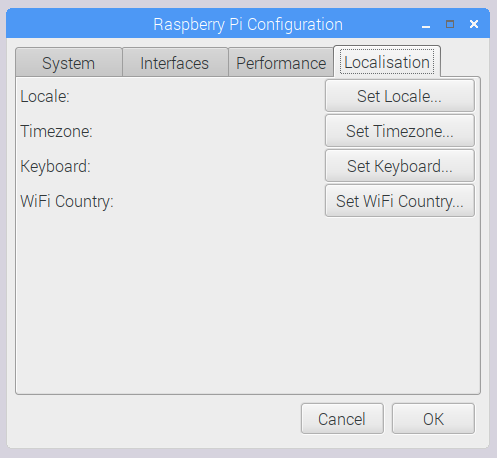 Raspberry Pi Configuration
System Interfaces Performance Localisation
Locale: Set Locale...
Timezone: Set Timezone...
Keyboard: Set Keyboard...
WiFi Country: Set WiFi Country...
Cancel OK